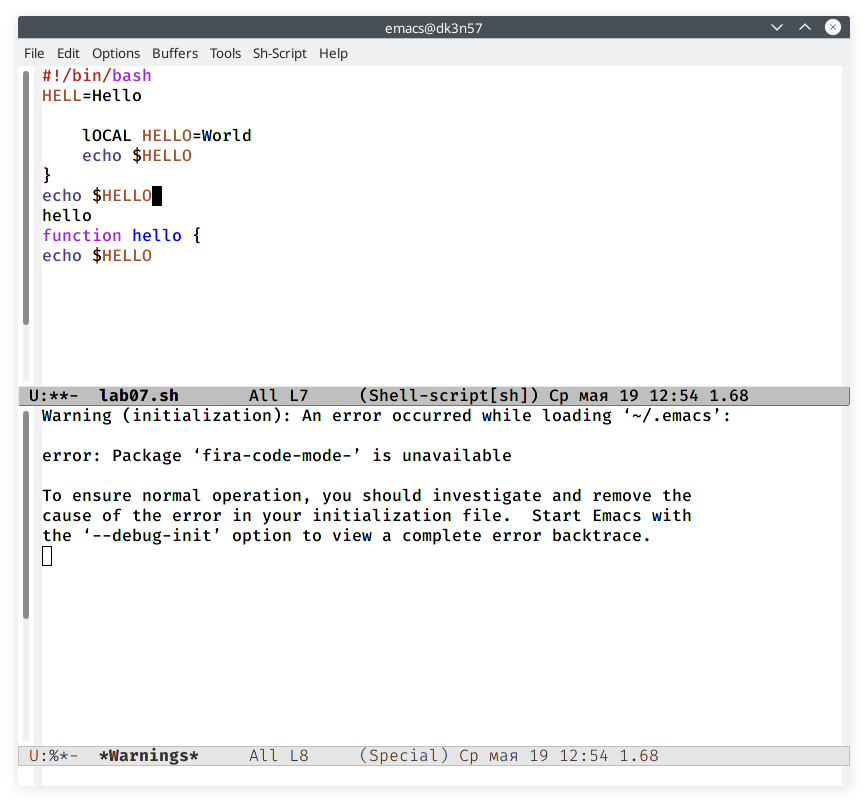 emacs@dk3n57
File Edit Options Buffers Tools Sh-Script Help
#!/bin/bash
HELL=Hello
lOCAL HELLO=World
echo $HELLO
}
echo $HELLO
hello
function hello {
echo $HELLO
U:**- lab07.sh All L7 (Shell-script[sh]) Ср мая 19 12:54 1.68
Warning (initialization): An error occurred while loading ‘~/.emacs’:
error: Package ‘fira-code-mode-’ is unavailable
To ensure normal operation, you should investigate and remove the
cause of the error in your initialization file. Start Emacs with
the ‘--debug-init’ option to view a complete error backtrace.
U:%*- *Warnings* All L8 (Special) Ср мая 19 12:54 1.68